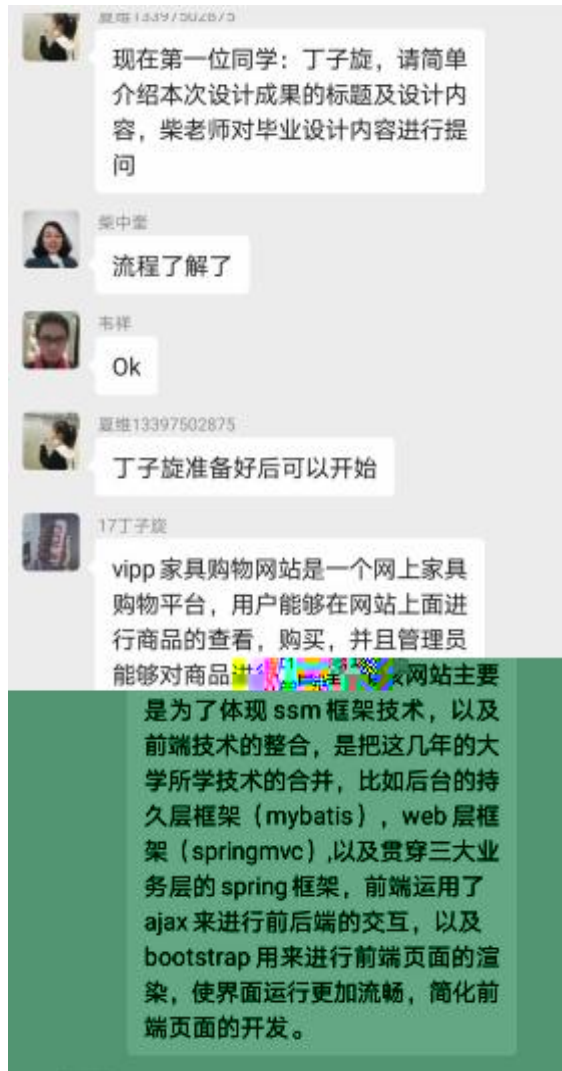 夏维13397502875
现在第一位同学：丁子旋，请简单
介绍本次设计成果的标题及设计内
容，柴老师对毕业设计内容进行提
问
柴中奎
流程了解了
韦祥
Ok
夏维13397502875
丁子旋准备好后可以开始
17丁子旋
vipp 家具购物网站是一个网上家具
购物平台，用户能够在网站上面进
行商品的查看，购买，并且管理员
能够对商品
网站主要
是为了体现 ssm 框架技术，以及
前端技术的整合，是把这几年的大
学所学技术的合并，比如后台的持
久层框架（mybatis），web 层框
架（springmvc）,以及贯穿三大业
务层的 spring 框架，前端运用了
ajax 来进行前后端的交互，以及
bootstrap 用来进行前端页面的渲
染，使界面运行更加流畅，简化前
端页面的开发。